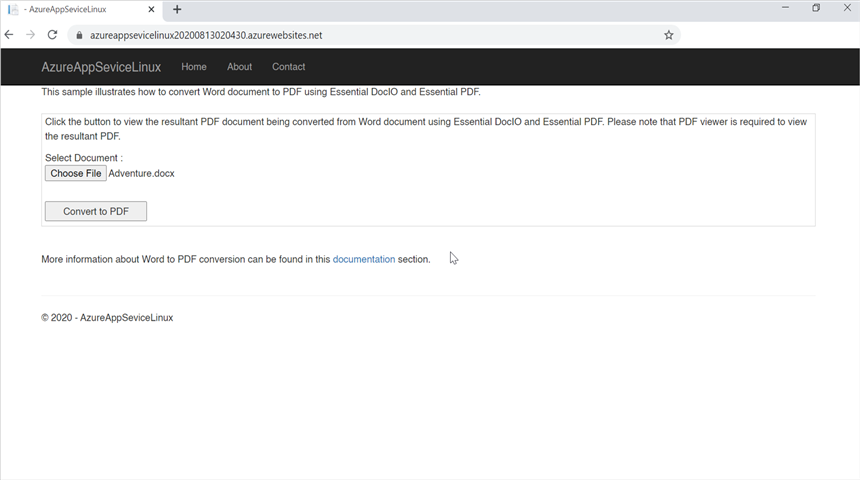 - AzureAppSeviceLinux
azureappsevicelinux20200813020430.azurewebsites.net
AzureAppSeviceLinux Home About Contact
This sample illustrates how to convert Word document to PDF using Essential DocIO and Essential PDF.
Click the button to view the resultant PDF document being converted from Word document using Essential DocIO and Essential PDF. Please note that PDF viewer is required to view
the resultant PDF.
Select Document :
Choose File Adventure.docx
Convert to PDF
More information about Word to PDF conversion can be found in this documentation section.
© 2020 - AzureAppSeviceLinux